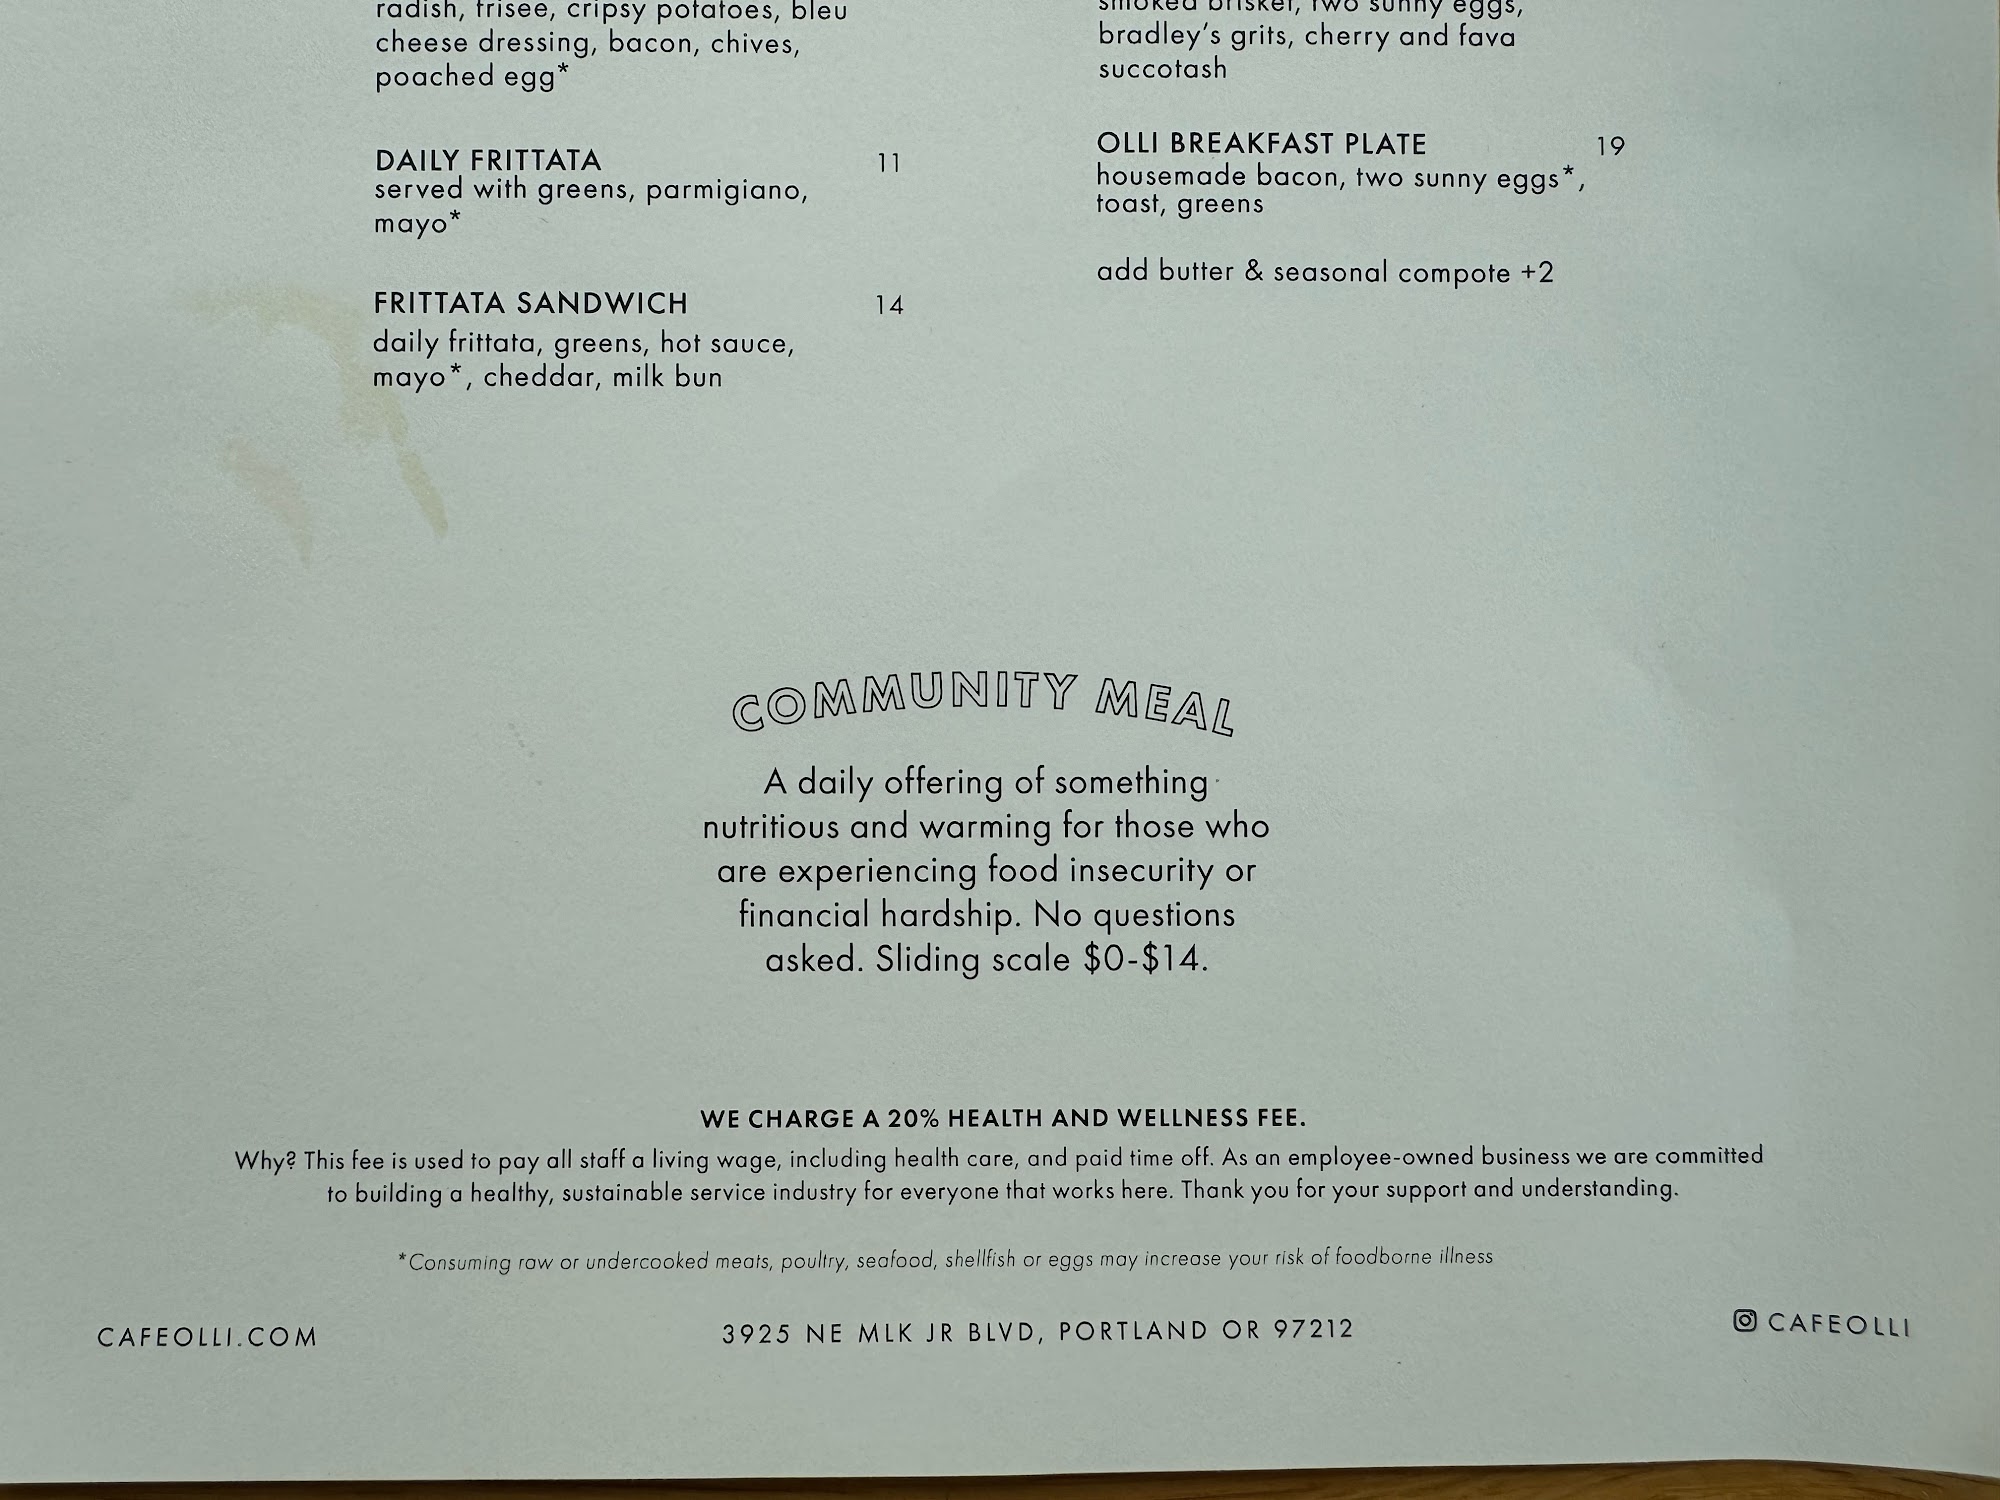 radish, frisee, cripsy potatoes, bleu
cheese dressing, bacon, chives,
poached egg*
DAILY FRITTATA 11
served with greens, parmigiano,
mayo*
FRITTATA SANDWICH 14
daily frittata, greens, hot sauce,
mayo*, cheddar, milk bun
smoked brisket, two sunny eggs,
bradley's grits, cherry and fava
succotash
OLLI BREAKFAST PLATE 19
housemade bacon, two sunny eggs*,
toast, greens
add butter & seasonal compote +2
COMMUNITY MEAL
A daily offering of something
nutritious and warming for those who
are experiencing food insecurity or
financial hardship. No questions
asked. Sliding scale $0-$14.
WE CHARGE A 20% HEALTH AND WELLNESS FEE.
Why? This fee is used to pay all staff a living wage, including health care, and paid time off. As an employee-owned business we are committed
to building a healthy, sustainable service industry for everyone that works here. Thank you for your support and understanding.
*Consuming raw or undercooked meats, poultry, seafood, shellfish or eggs may increase your risk of foodborne illness
CAFEOLLI.COM
3925 NE MLK JR BLVD, PORTLAND OR 97212
CAFEOLLI